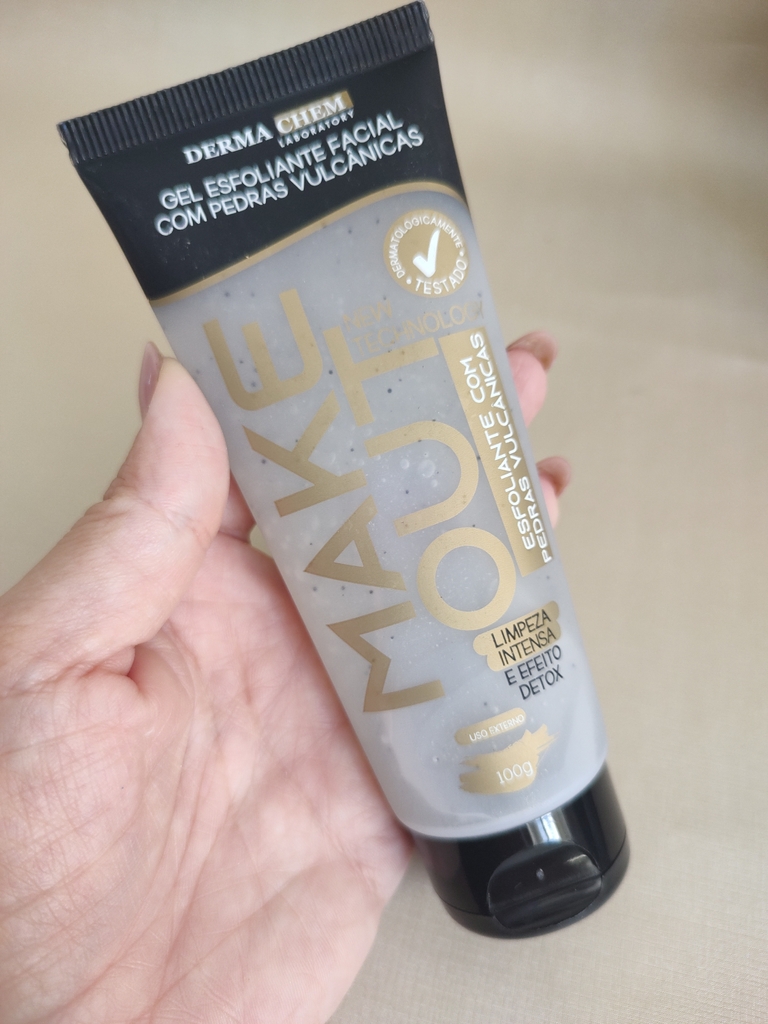 DERMA CHEM
LABORATORY
GEL ESFOLIANTE FACIAL
COM PEDRAS VULCÂNICAS
DERMATOLOGICAMENTE
TESTADO
NEW
TECHNOLOGY
MAKE
OUT
ESFOLIANTE COM
PEDRAS VULCÂNICAS
LIMPEZA
INTENSA
E EFEITO
DETOX
USO EXTERNO
100g